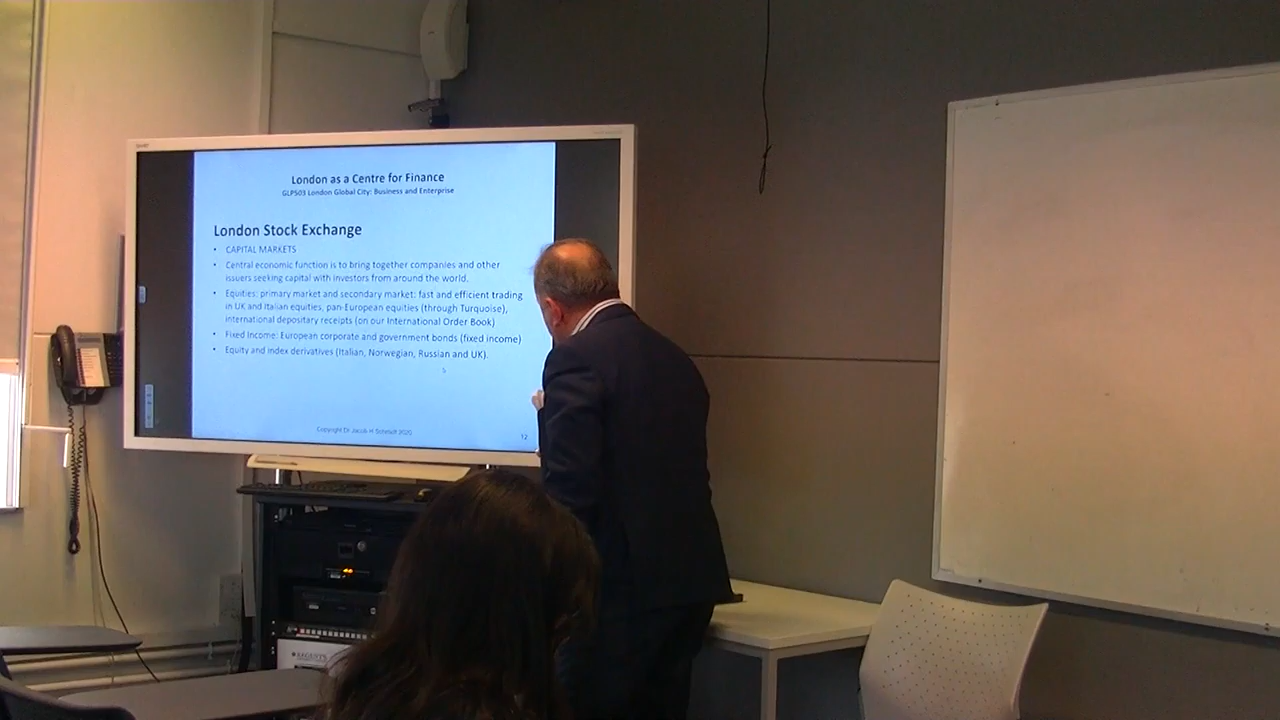 SMART
London as a Centre for Finance
GLP503 London Global City: Business and Enterprise
London Stock Exchange
• CAPITAL MARKETS
• Central economic function is to bring together companies and other
issuers seeking capital with investors from around the world.
• Equities: primary market and secondary market: fast and efficient trading
in UK and Italian equities, pan-European equities (through Turquoise),
international depositary receipts (on our International Order Book)
• Fixed Income: European corporate and government bonds (fixed income)
• Equity and index derivatives (Italian, Norwegian, Russian and UK).
Copyright Dr Jacob H Schmidt 2020
12
REGENT'S